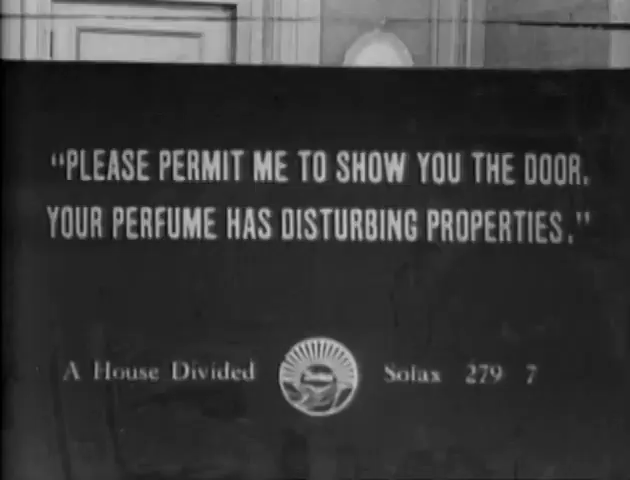 "PLEASE PERMIT ME TO SHOW YOU THE DOOR.
YOUR PERFUME HAS DISTURBING PROPERTIES."
A House Divided Solax 279 7